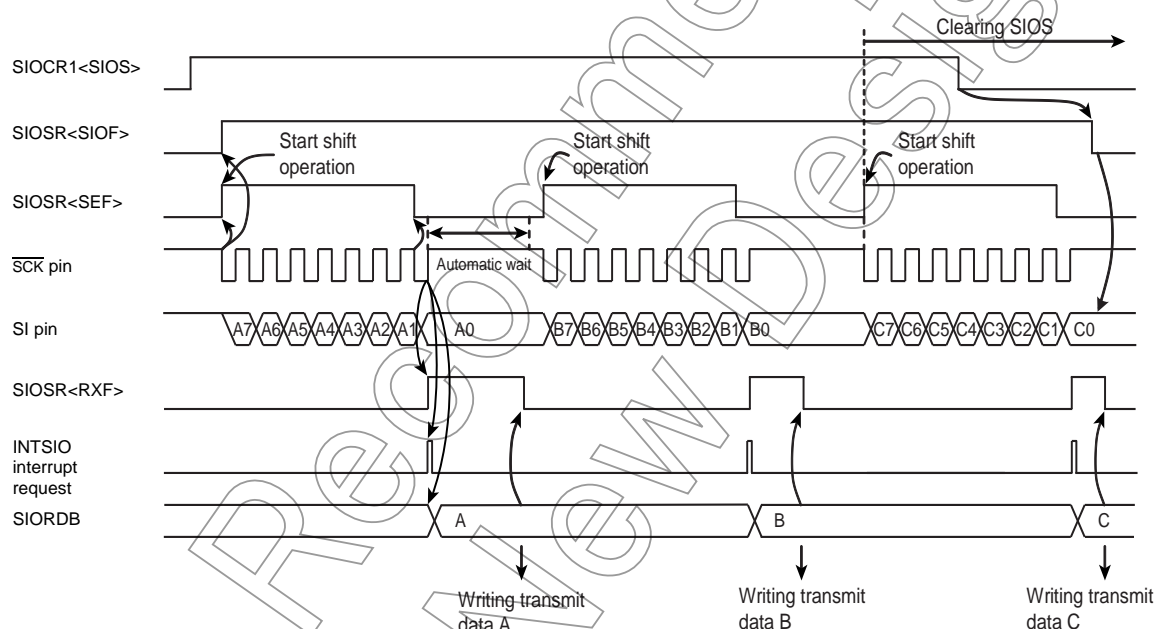 Clearing SIOS
SIOCR1<SIOS>
SIOSR<SIOF>
Start shift
operation
Start shift
operation
Start shift
operation
SIOSR<SEF>
SCK pin
Automatic wait
SI pin
A7 A6 A5 A4 A3 A2 A1 A0 B7 B6 B5 B4 B3 B2 B1 B0 C7 C6 C5 C4 C3 C2 C1 C0
SIOSR<RXF>
INTSIO
interrupt
request
SIORDB
A B C
Writing transmit
data A
Writing transmit
data B
Writing transmit
data C